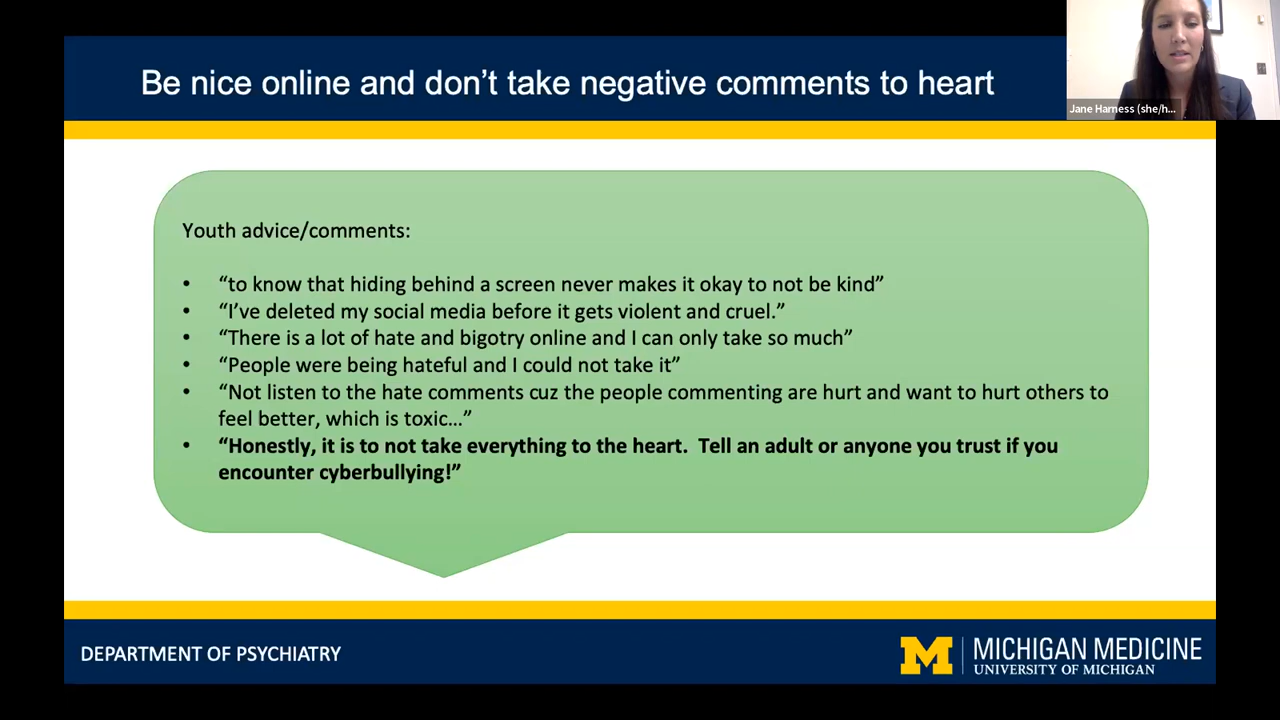 Be nice online and don’t take negative comments to heart
Jane Harness (she/h...
Youth advice/comments:
• “to know that hiding behind a screen never makes it okay to not be kind”
• “I’ve deleted my social media before it gets violent and cruel.”
• “There is a lot of hate and bigotry online and I can only take so much”
• “People were being hateful and I could not take it”
• “Not listen to the hate comments cuz the people commenting are hurt and want to hurt others to
feel better, which is toxic…”
• “Honestly, it is to not take everything to the heart.  Tell an adult or anyone you trust if you
encounter cyberbullying!”
DEPARTMENT OF PSYCHIATRY
M
MICHIGAN MEDICINE
UNIVERSITY OF MICHIGAN